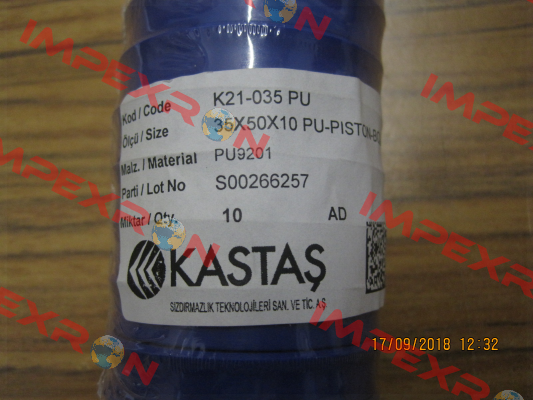 Kod / Code K21-035 PU
Ölçü / Size 35X50X10 PU-PISTON-BO
Malz. / Material PU9201
Parti / Lot No S00266257
Miktar / Qty. 10 AD
KASTAŞ
SIZDIRMAZLIK TEKNOLOJİLERİ SAN. VE TİC. A.Ş.
17/09/2018 12:32
IMPEXRON
IMPEXRON
IMPEXRON